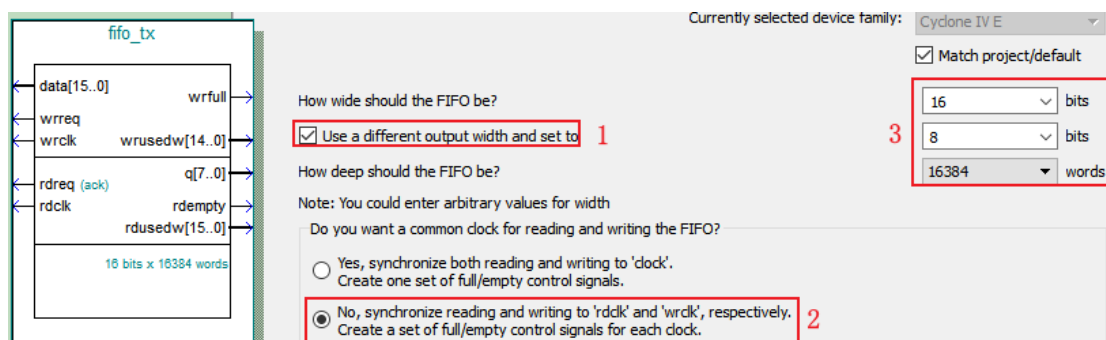 fifo_tx
data[15..0]
wrfull
wrreq
wrclk wrusedw[14..0]
q[7..0]
rdreq (ack)
rdclk rdempty
rdusedw[15..0]
16 bits x 16384 words
Currently selected device family: Cyclone IV E
Match project/default
How wide should the FIFO be? 16 bits
Use a different output width and set to 1 3 8 bits
How deep should the FIFO be? 16384 words
Note: You could enter arbitrary values for width
Do you want a common clock for reading and writing the FIFO?
Yes, synchronize both reading and writing to 'clock'.
Create one set of full/empty control signals.
No, synchronize reading and writing to 'rdclk' and 'wrclk', respectively.
Create a set of full/empty control signals for each clock.
2